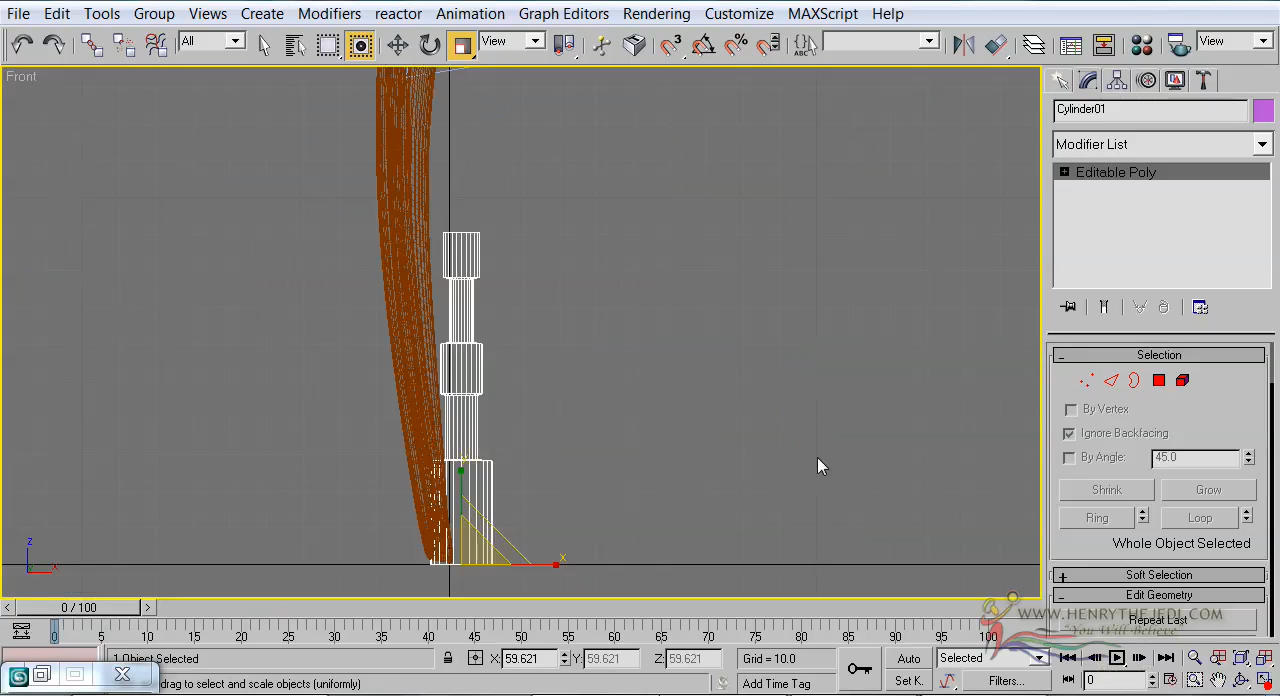 File Edit Tools Group Views Create Modifiers reactor Animation Graph Editors Rendering Customize MAXScript Help
All View 3 ABC View
Front
Cylinder01
Modifier List
Editable Poly
Selection
By Vertex
Ignore Backfacing
By Angle: 45.0
Shrink Grow
Ring Loop
Whole Object Selected
Soft Selection
Edit Geometry
Repeat Last
y
x
z
x
0 / 100
WWW.HENRYTHEJEDI.COM
"You Will Believe"
0 5 10 15 20 25 30 35 40 45 50 55 60 65 70 75 80 85 90 95 100
1 Object Selected X: 59.621 Y: 59.621 Z: 59.621 Grid = 10.0 Auto Selected
drag to select and scale objects (uniformly) Add Time Tag Set K. Filters... 0